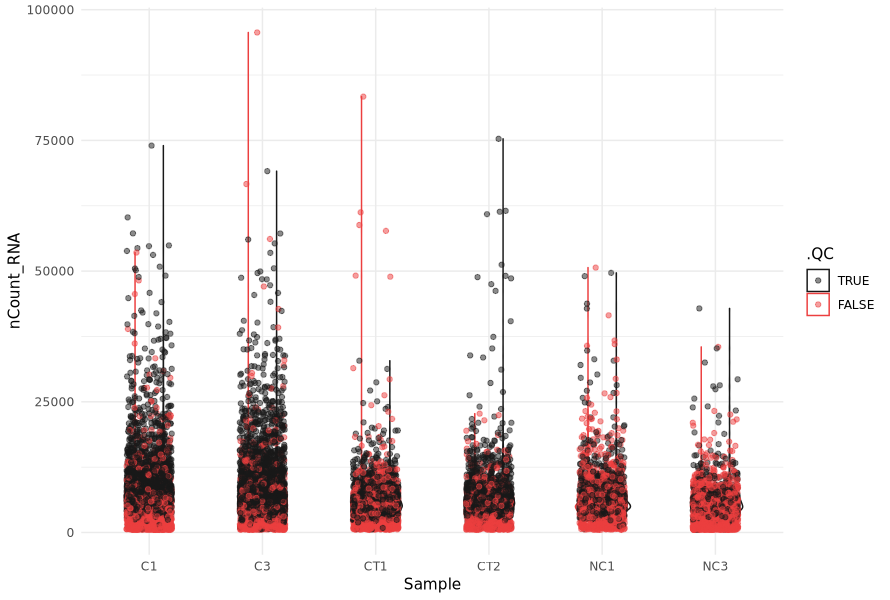 100000
75000
50000
25000
0
nCount_RNA
C1 C3 CT1 CT2 NC1 NC3
Sample
.QC
TRUE
FALSE